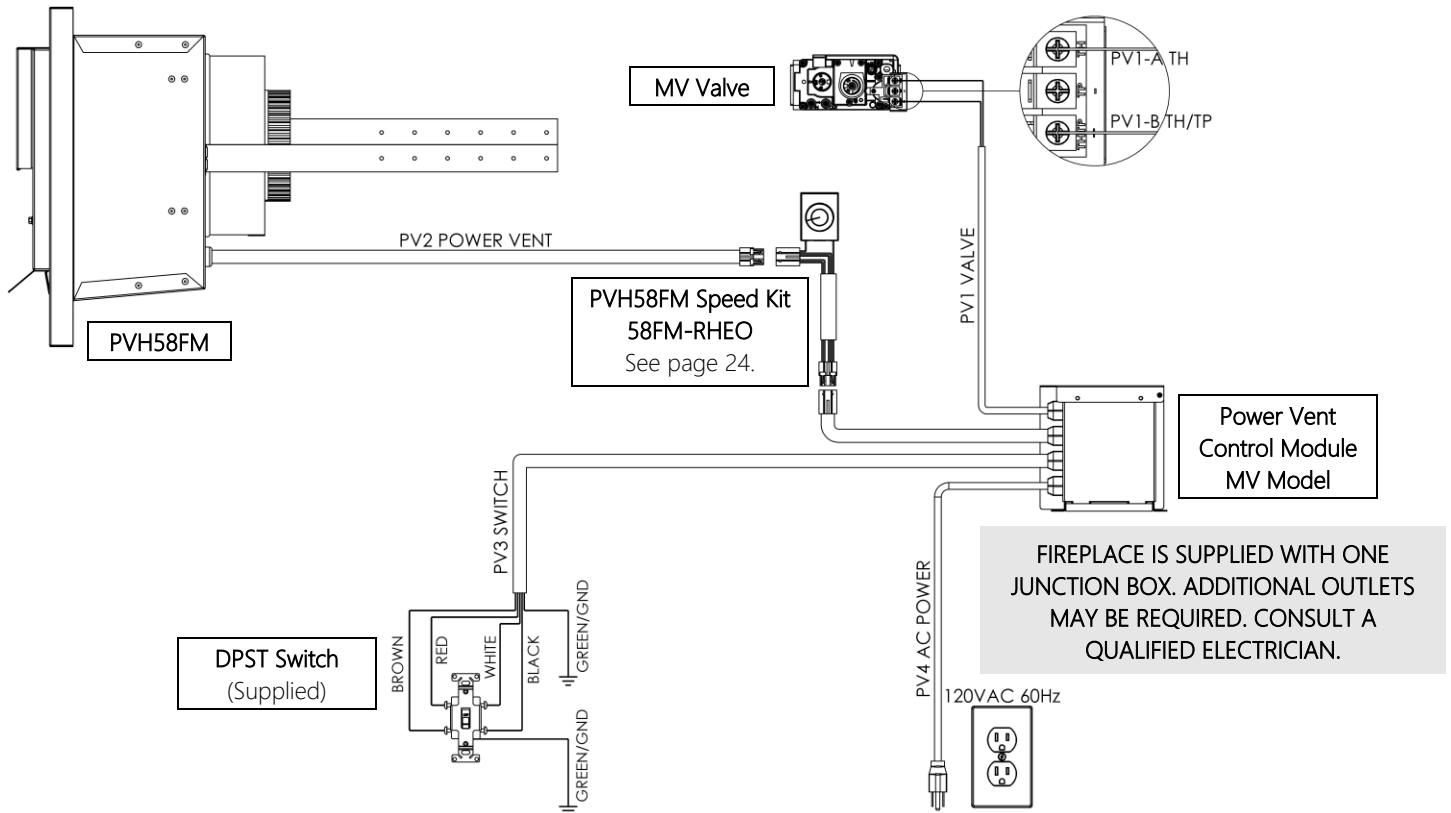 MV Valve
PV1-A TH
PV1-B TH/TP
TH
TP
PV2 POWER VENT
PVH58FM
PVH58FM Speed Kit
58FM-RHEO
See page 24.
PV1 VALVE
Power Vent
Control Module
MV Model
PV3 SWITCH
FIREPLACE IS SUPPLIED WITH ONE
JUNCTION BOX. ADDITIONAL OUTLETS
MAY BE REQUIRED. CONSULT A
QUALIFIED ELECTRICIAN.
PV4 AC POWER
120VAC 60Hz
DPST Switch
(Supplied)
BROWN
RED
WHITE
BLACK
GREEN/GND
GREEN/GND